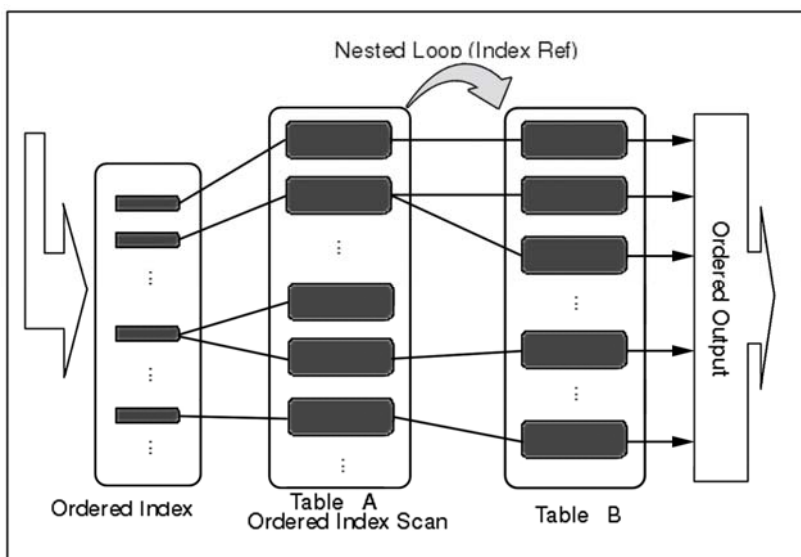 Nested Loop (Index Ref)
Ordered Output
Ordered Index
Table A
Ordered Index Scan
Table B